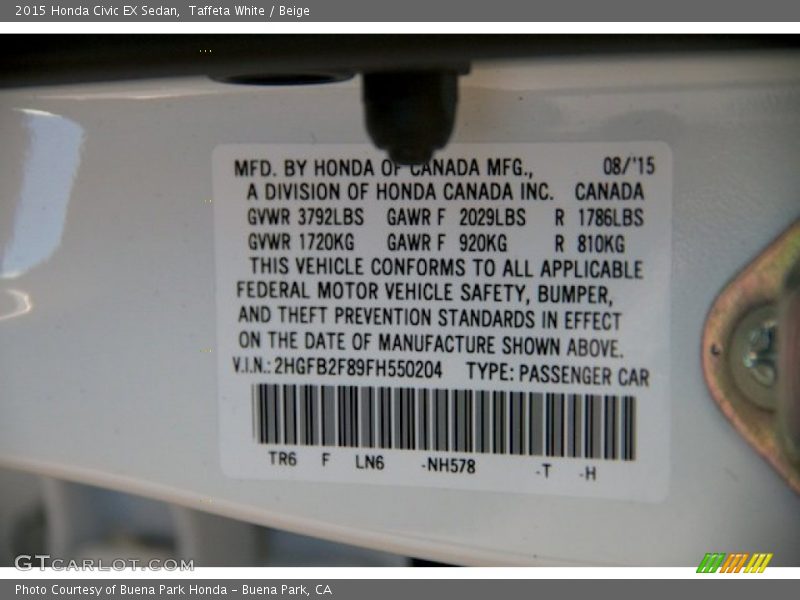 2015 Honda Civic EX Sedan,  Taffeta White / Beige
MFD. BY HONDA OF CANADA MFG., 08/'15
A DIVISION OF HONDA CANADA INC. CANADA
GVWR 3792LBS GAWR F 2029LBS R 1786LBS
GVWR 1720KG GAWR F 920KG R 810KG
THIS VEHICLE CONFORMS TO ALL APPLICABLE
FEDERAL MOTOR VEHICLE SAFETY, BUMPER,
AND THEFT PREVENTION STANDARDS IN EFFECT
ON THE DATE OF MANUFACTURE SHOWN ABOVE.
V.I.N.: 2HGFB2F89FH550204 TYPE: PASSENGER CAR
TR6 F LN6 -NH578 -T -H
GTCARLOT.COM
Photo Courtesy of Buena Park Honda – Buena Park, CA